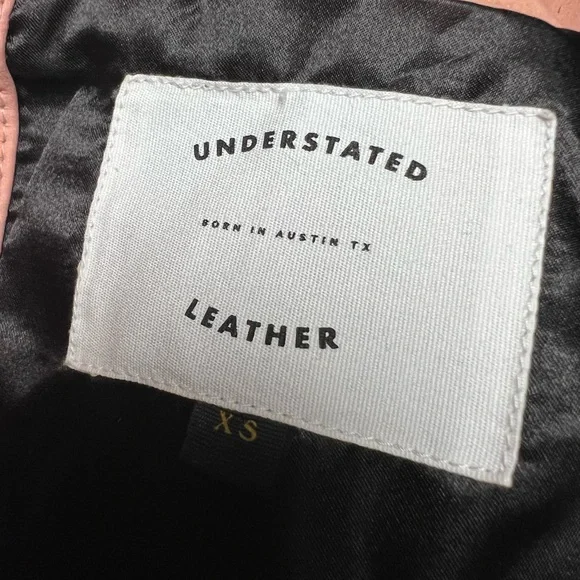 UNDERSTATED
BORN IN AUSTIN TX
LEATHER
XS